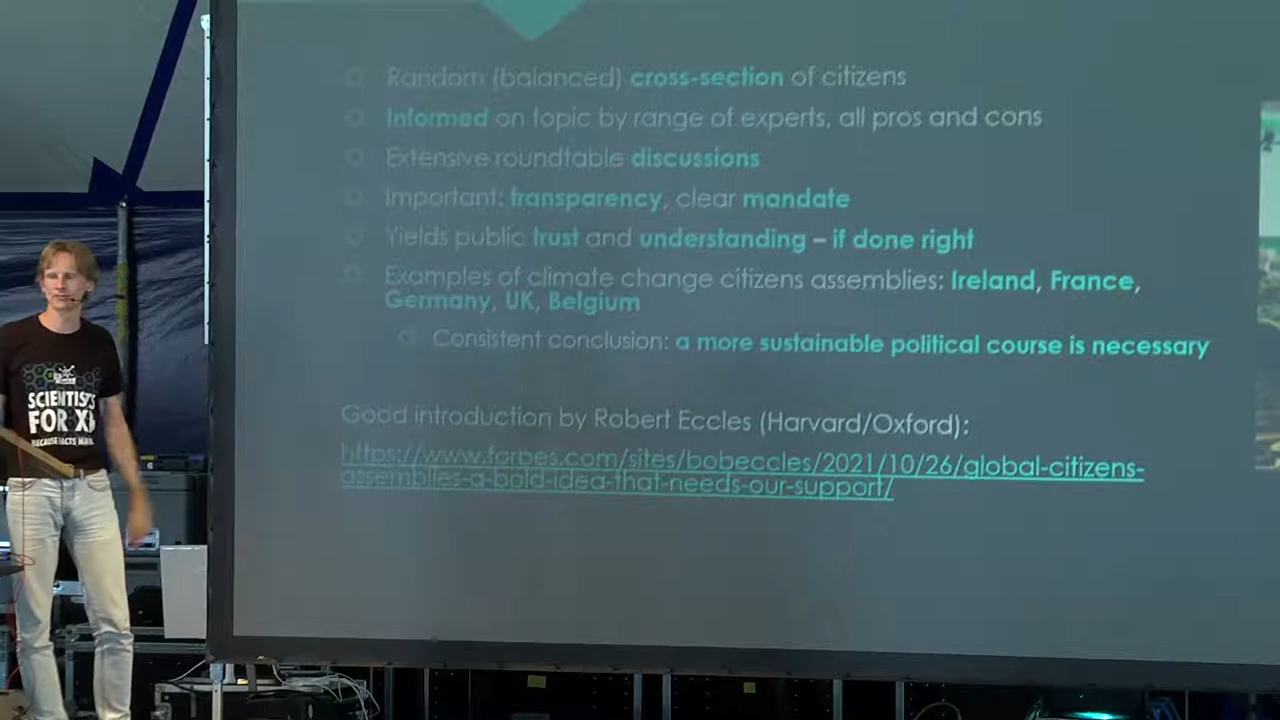 Random (balanced) cross-section of citizens
Informed on topic by range of experts, all pros and cons
Extensive roundtable discussions
Important: transparency, clear mandate
Yields public trust and understanding – if done right
Examples of climate change citizens assemblies: Ireland, France,
Germany, UK, Belgium
Consistent conclusion: a more sustainable political course is necessary
Good introduction by Robert Eccles (Harvard/Oxford):
https://www.forbes.com/sites/bobeccles/2021/10/26/global-citizens-
assemblies-a-bold-idea-that-needs-our-support/
SCIENTISTS
FOR XR
BECAUSE FACTS